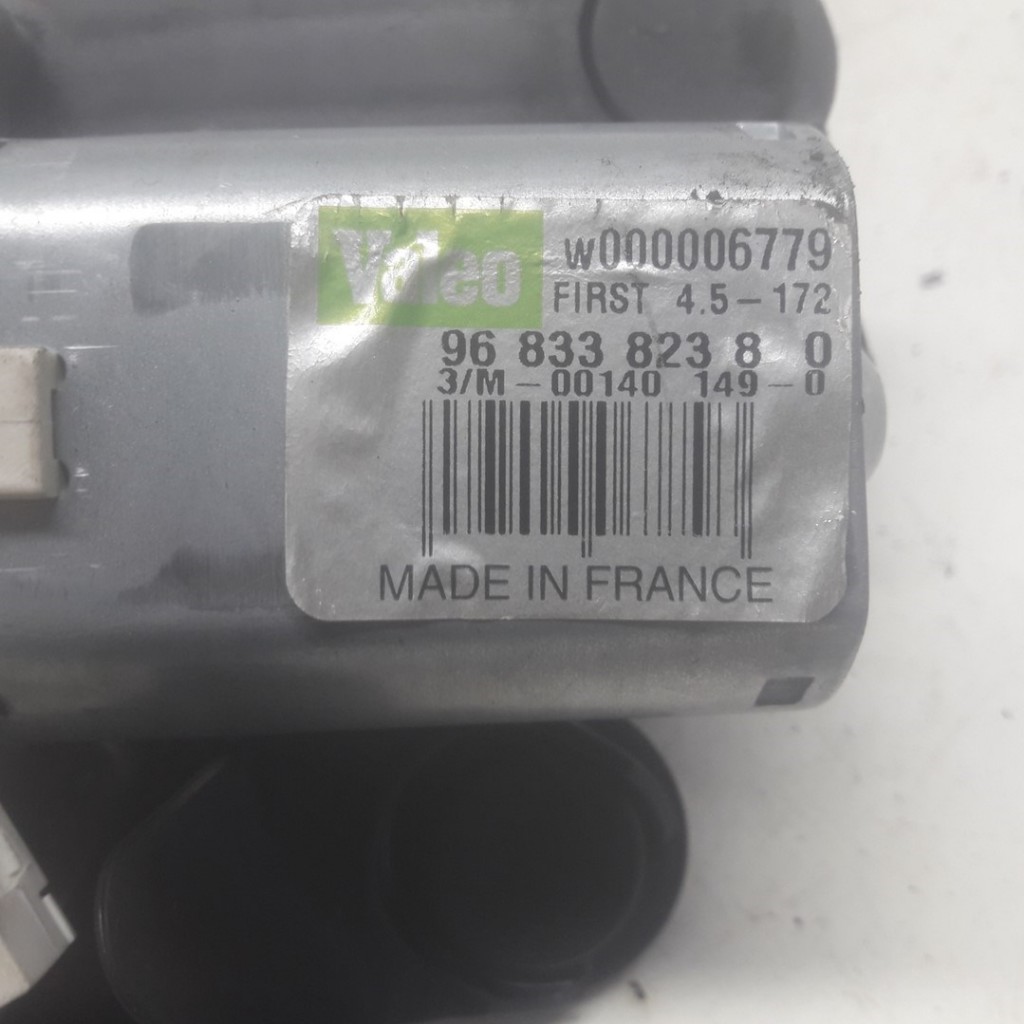 Valeo
W000006779
FIRST 4.5-172
96 833 823 8 0
3/M-00140 149-0
MADE IN FRANCE